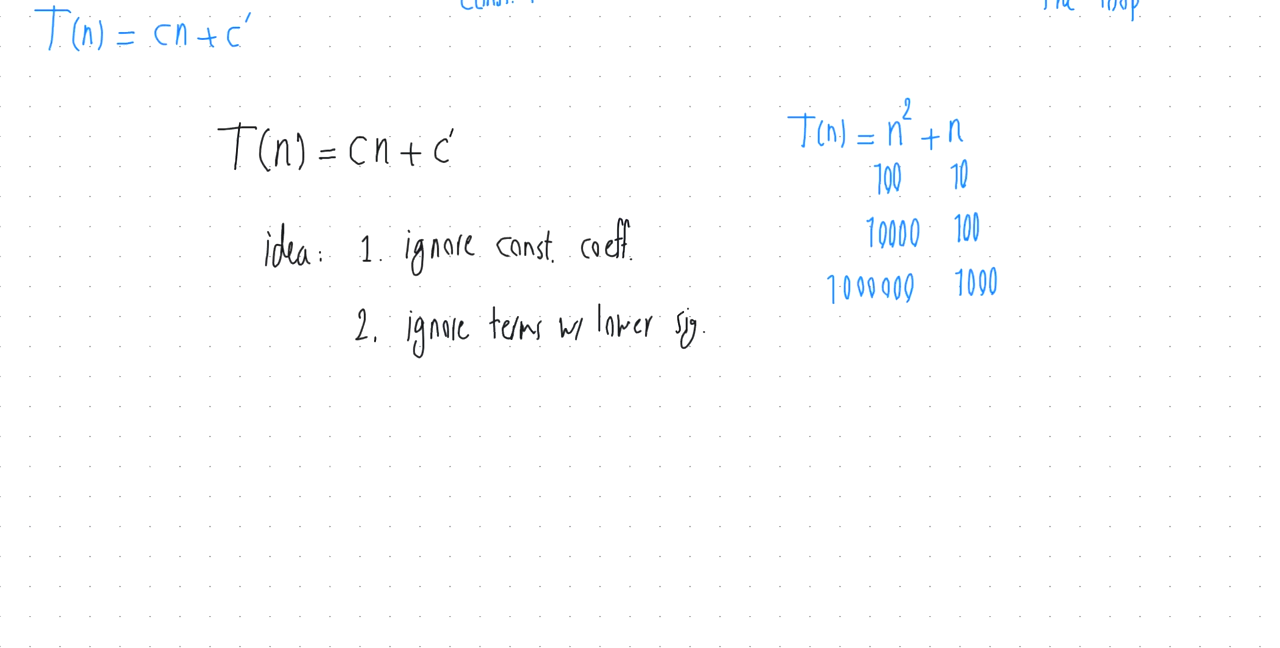 T(n) = cn + c'
T(n) = cn + c'
idea: 1. ignore const. coeff.
2. ignore terms w/ lower sig.
T(n) = n² + n
100 10
10000 100
1000000 1000